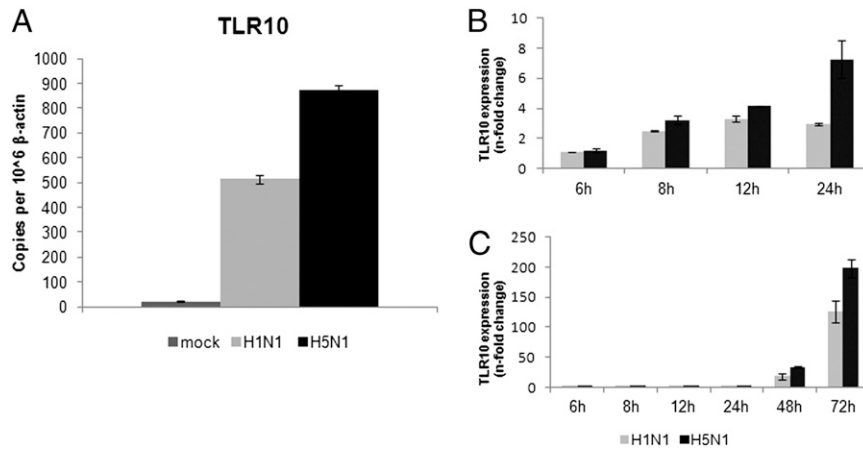 A
TLR10
Copies per 10^6 β-actin
1000
900
800
700
600
500
400
300
200
100
0
mock H1N1 H5N1
B
TLR10 expression
(n-fold change)
10
8
6
4
2
0
6h 8h 12h 24h
C
TLR10 expression
(n-fold change)
250
200
150
100
50
0
6h 8h 12h 24h 48h 72h
H1N1 H5N1